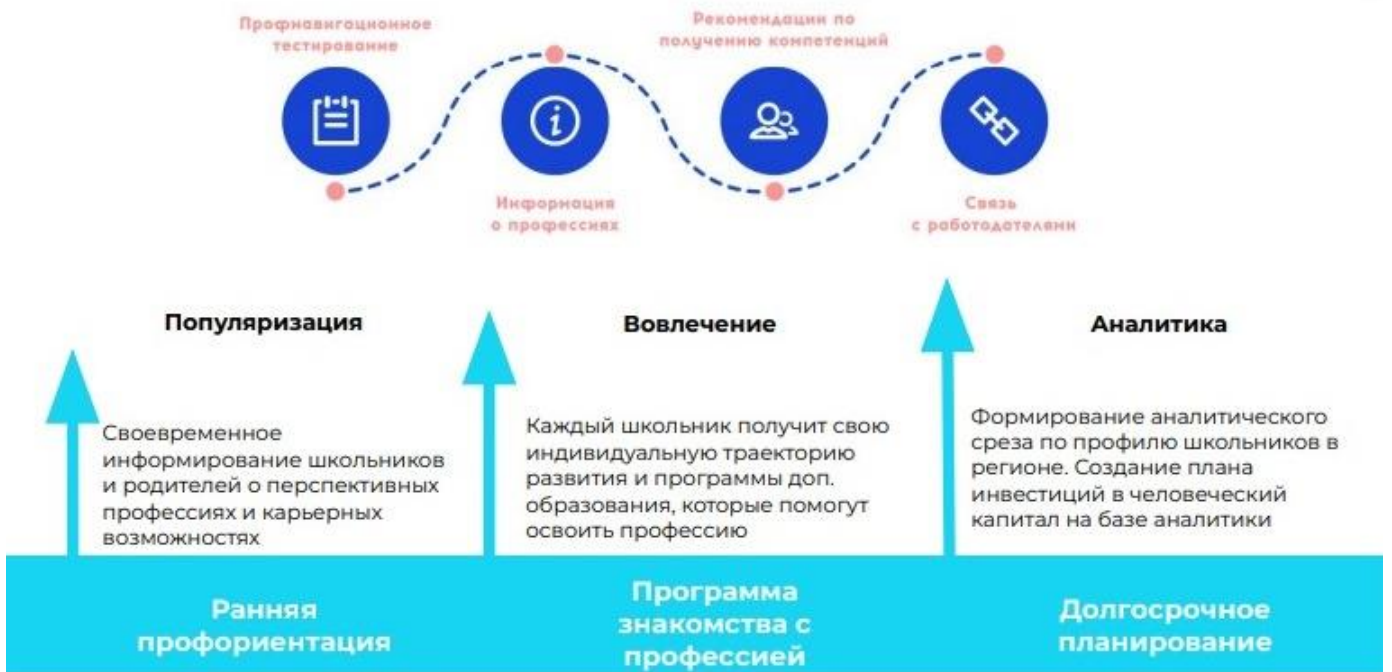 Профнавигационное
тестирование
Рекомендации по
получению компетенций
Информация
о профессиях
Связь
с работодателями
Популяризация
Своевременное
информирование школьников
и родителей о перспективных
профессиях и карьерных
возможностях
Вовлечение
Каждый школьник получит свою
индивидуальную траекторию
развития и программы доп.
образования, которые помогут
освоить профессию
Аналитика
Формирование аналитического
среза по профилю школьников в
регионе. Создание плана
инвестиций в человеческий
капитал на базе аналитики
Ранняя
профориентация
Программа
знакомства с
профессией
Долгосрочное
планирование